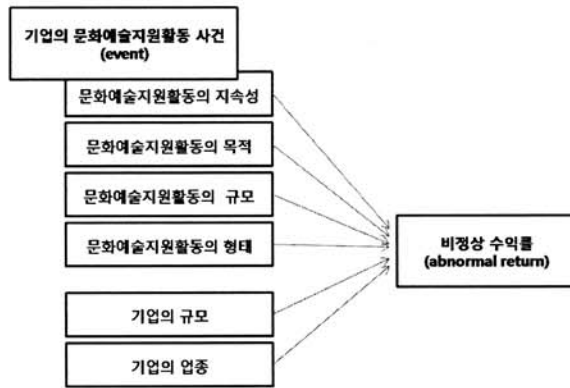 기업의 문화예술지원활동 사건
(event)
문화예술지원활동의 지속성
문화예술지원활동의 목적
문화예술지원활동의 규모
문화예술지원활동의 형태
비정상 수익률
(abnormal return)
기업의 규모
기업의 업종